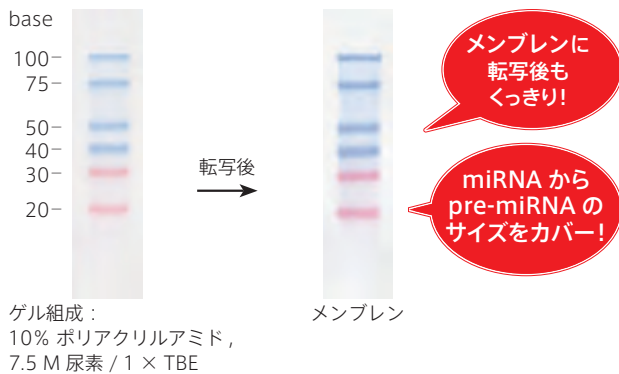 base
100
75
50
40
30
20
転写後
メンブレンに
転写後も
くっきり!
miRNA から
pre-miRNA の
サイズをカバー!
ゲル組成：
10% ポリアクリルアミド ,
7.5 M 尿素 / 1 × TBE
メンブレン